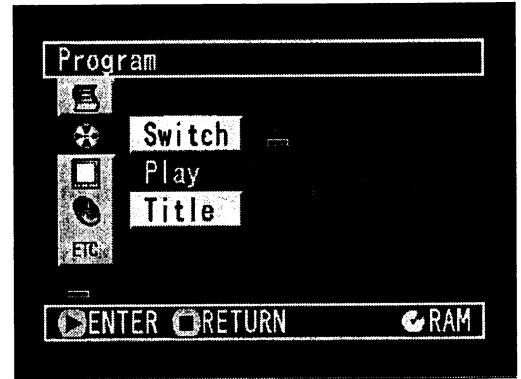 Program
Switch
Play
Title
ETC
ENTER RETURN RAM